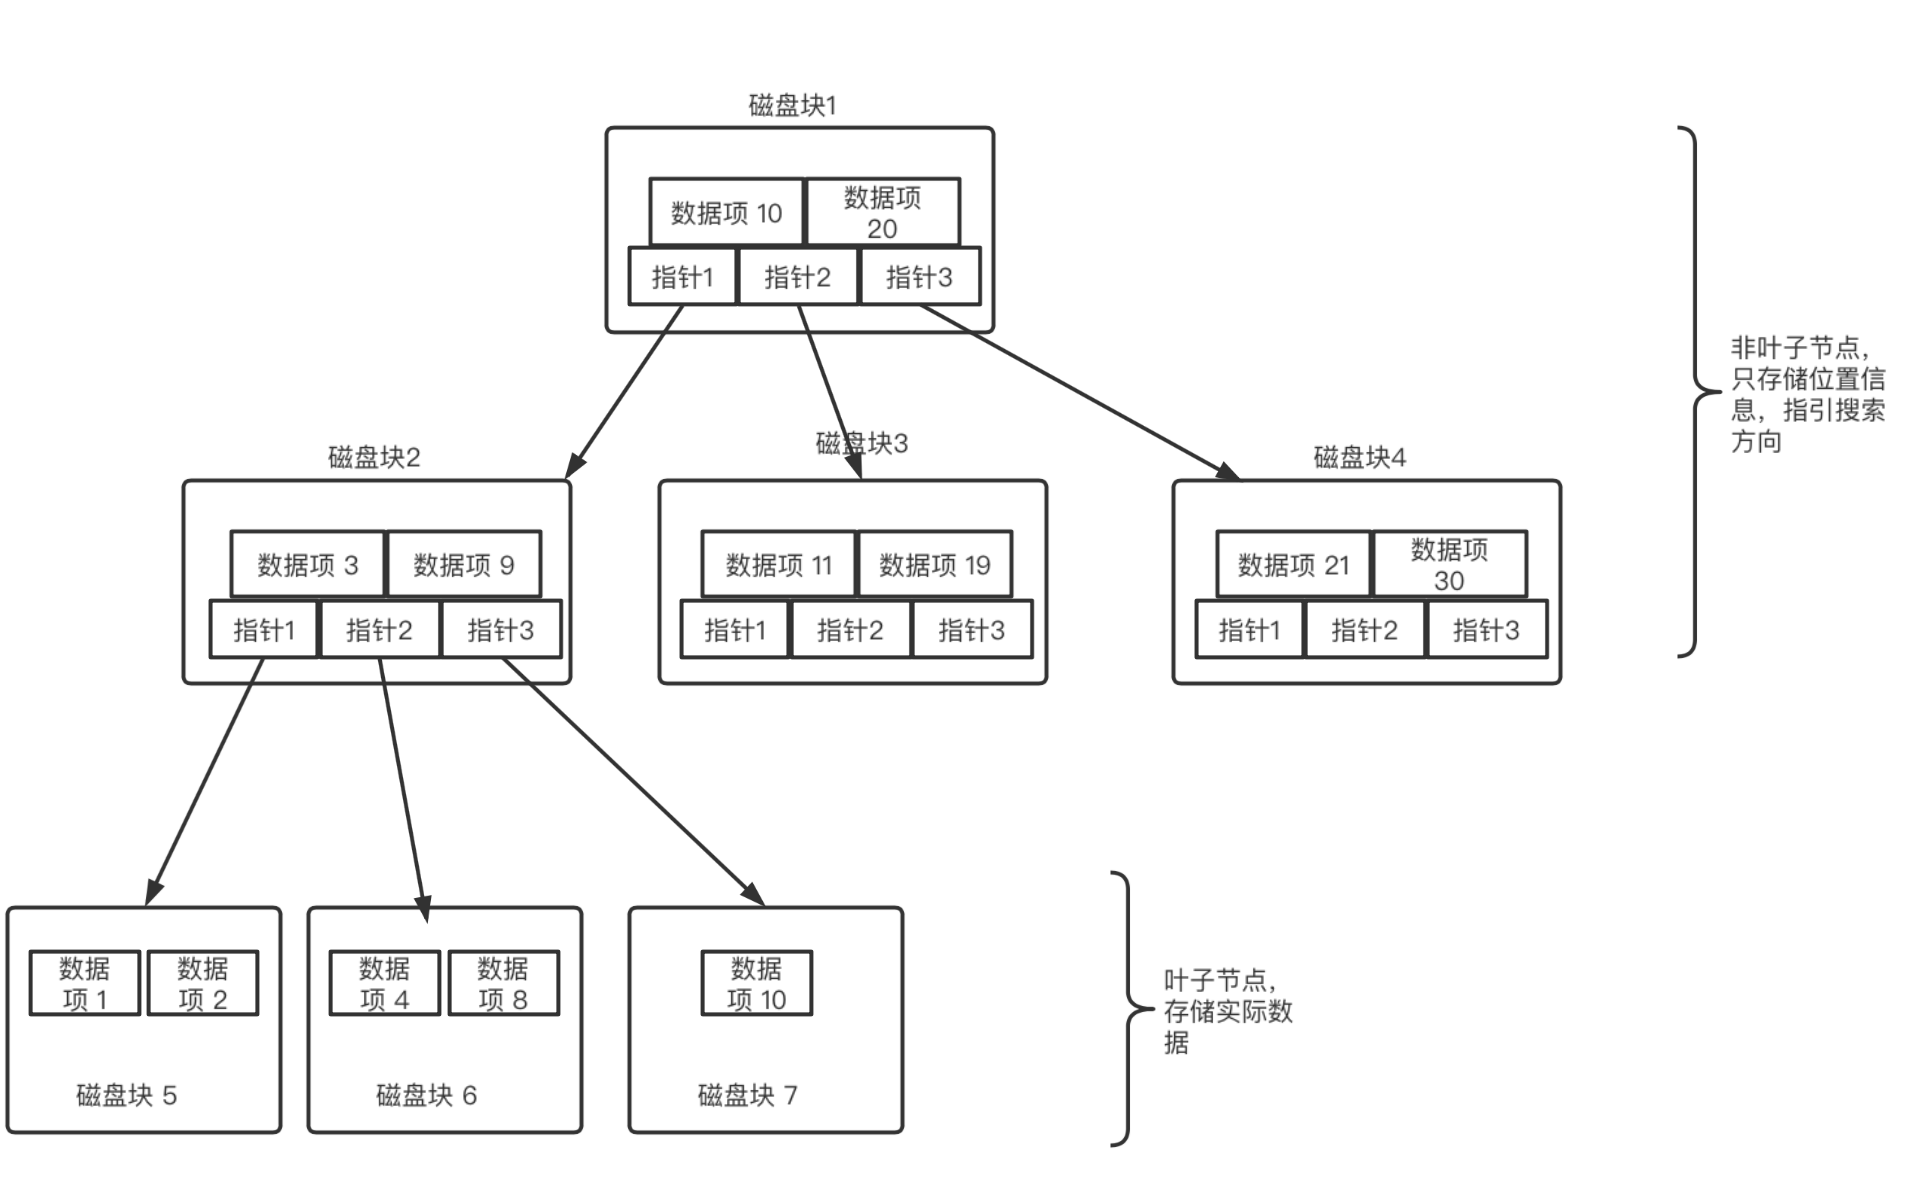 磁盘块1
数据项 10
数据项
20
指针1
指针2
指针3
非叶子节点，
只存储位置信
息，指引搜索
方向
磁盘块2
磁盘块3
磁盘块4
数据项 3
数据项 9
指针1
指针2
指针3
数据项 11
数据项 19
指针1
指针2
指针3
数据项 21
数据项
30
指针1
指针2
指针3
数据
项 1
数据
项 2
磁盘块 5
数据
项 4
数据
项 8
磁盘块 6
数据
项 10
磁盘块 7
叶子节点，
存储实际数
据